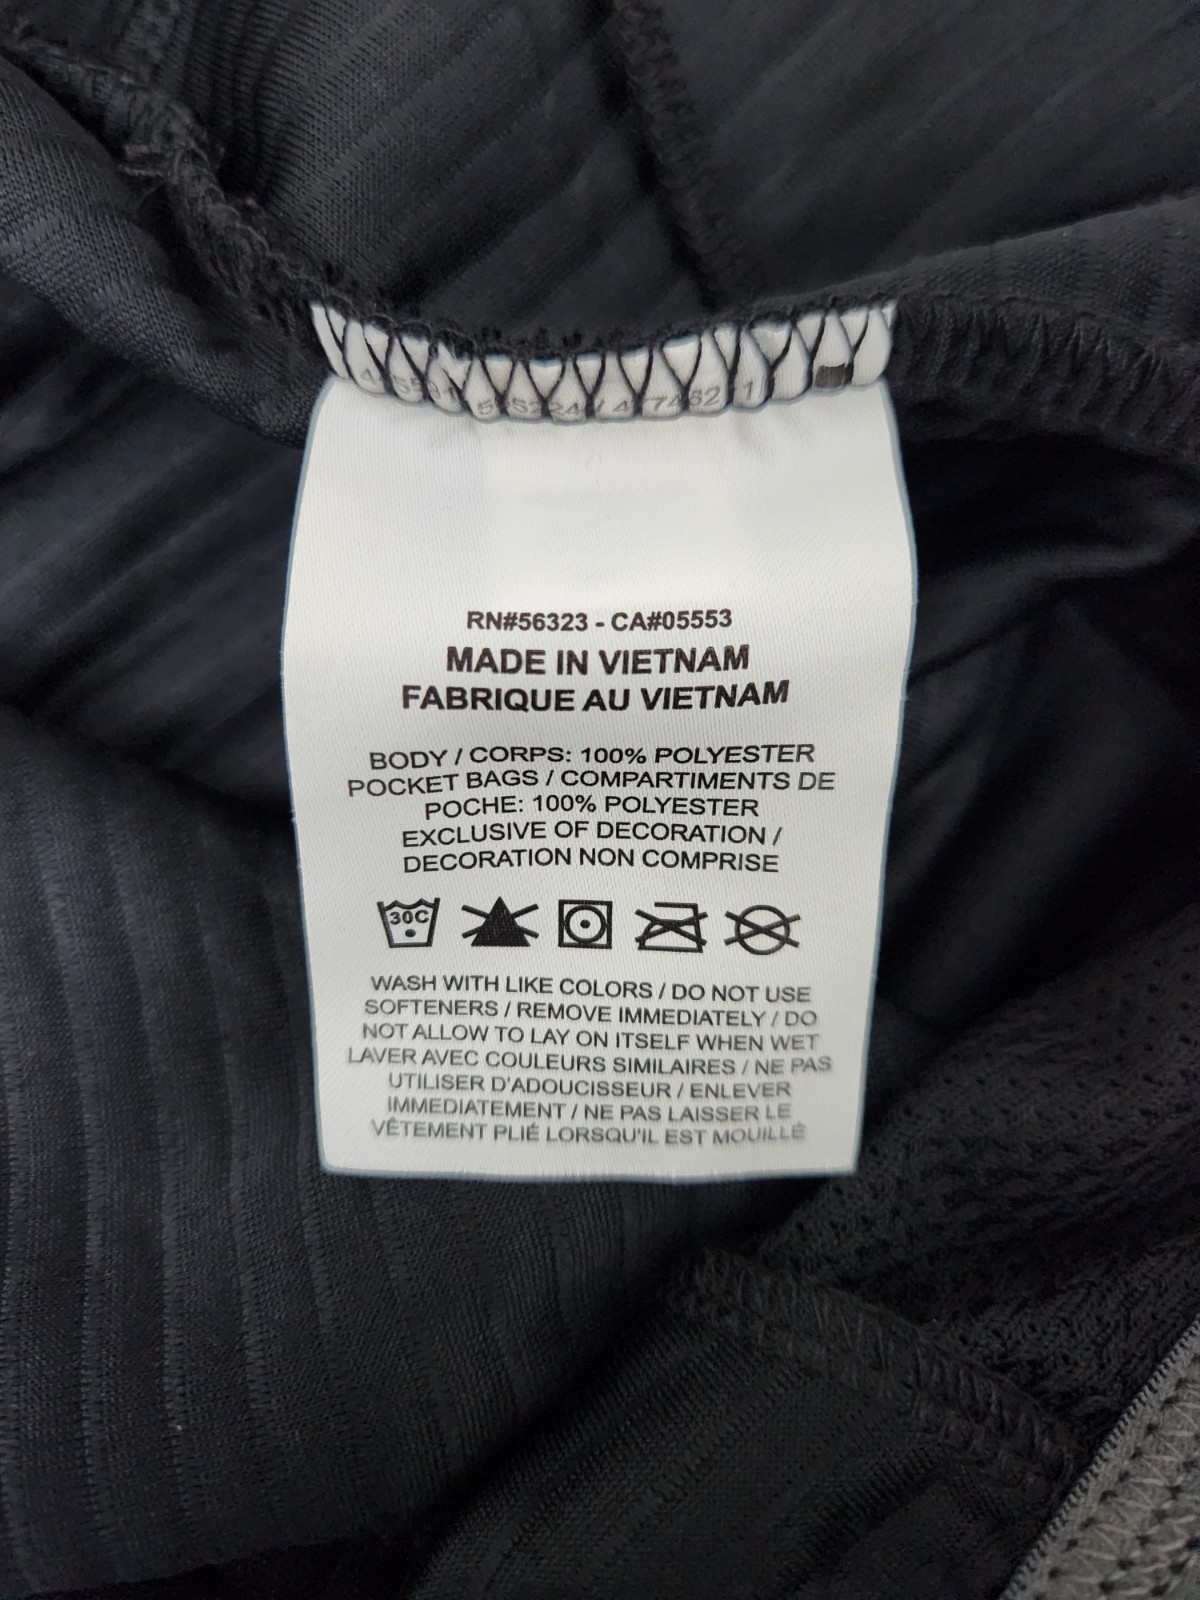 RN#56323 - CA#05553
MADE IN VIETNAM
FABRIQUE AU VIETNAM
BODY / CORPS: 100% POLYESTER
POCKET BAGS / COMPARTIMENTS DE
POCHE: 100% POLYESTER
EXCLUSIVE OF DECORATION /
DECORATION NON COMPRISE
30C
WASH WITH LIKE COLORS / DO NOT USE
SOFTENERS / REMOVE IMMEDIATELY / DO
NOT ALLOW TO LAY ON ITSELF WHEN WET
LAVER AVEC COULEURS SIMILAIRES / NE PAS
UTILISER D'ADOUCISSEUR / ENLEVER
IMMEDIATEMENT / NE PAS LAISSER LE
VÊTEMENT PLIÉ LORSQU'IL EST MOUILLÉ